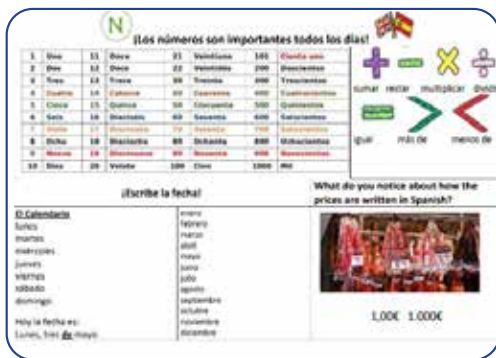 N
¡Los números son importantes todos los días!
1 Uno 11 Once 21 Veintiuno 101 Ciento uno
2 Dos 12 Doce 22 Veintidós 200 Doscientos
3 Tres 13 Trece 30 Treinta 300 Trescientos
4 Cuatro 14 Catorce 40 Cuarenta 400 Cuatrocientos
5 Cinco 15 Quince 50 Cincuenta 500 Quinientos
6 Seis 16 Dieciséis 60 Sesenta 600 Seiscientos
7 Siete 17 Diecisiete 70 Setenta 700 Setecientos
8 Ocho 18 Dieciocho 80 Ochenta 800 Ochocientos
9 Nueve 19 Diecinueve 90 Noventa 900 Novecientos
10 Diez 20 Veinte 100 Cien 1000 Mil
sumar restar multiplicar
igual más de menos de
¡Escribe la fecha!
El Calendario
lunes
martes
miércoles
jueves
viernes
sábado
domingo
Hoy la fecha es:
Lunes, tres de mayo
enero
febrero
marzo
abril
mayo
junio
julio
agosto
septiembre
octubre
noviembre
diciembre
What do you notice about how the
prices are written in Spanish?
1,00€ 1.000€